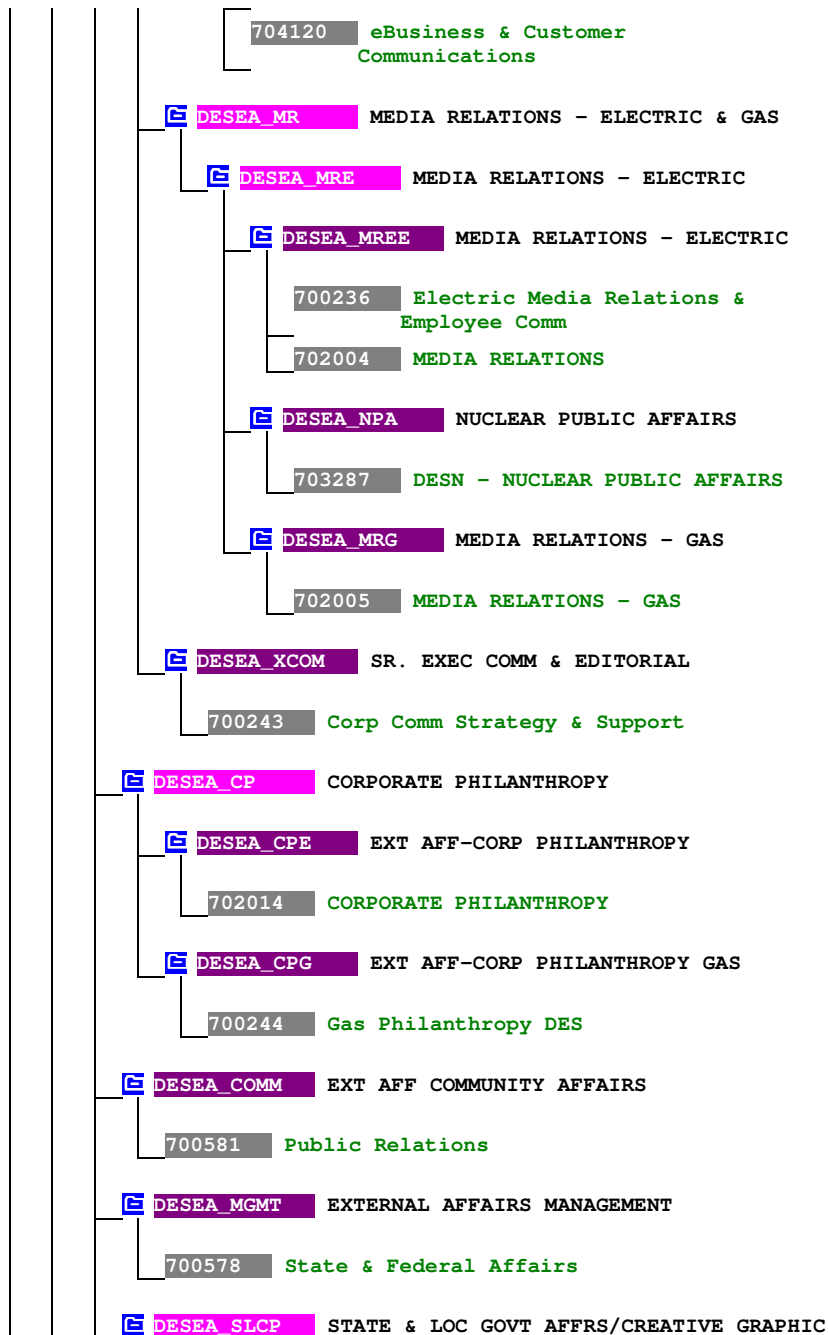 704120 eBusiness & Customer
Communications
DESEA_MR MEDIA RELATIONS - ELECTRIC & GAS
DESEA_MRE MEDIA RELATIONS - ELECTRIC
DESEA_MREE MEDIA RELATIONS - ELECTRIC
700236 Electric Media Relations &
Employee Comm
702004 MEDIA RELATIONS
DESEA_NPA NUCLEAR PUBLIC AFFAIRS
703287 DESN - NUCLEAR PUBLIC AFFAIRS
DESEA_MRG MEDIA RELATIONS - GAS
702005 MEDIA RELATIONS - GAS
DESEA_XCOM SR. EXEC COMM & EDITORIAL
700243 Corp Comm Strategy & Support
DESEA_CP CORPORATE PHILANTHROPY
DESEA_CPE EXT AFF-CORP PHILANTHROPY
702014 CORPORATE PHILANTHROPY
DESEA_CPG EXT AFF-CORP PHILANTHROPY GAS
700244 Gas Philanthropy DES
DESEA_COMM EXT AFF COMMUNITY AFFAIRS
700581 Public Relations
DESEA_MGMT EXTERNAL AFFAIRS MANAGEMENT
700578 State & Federal Affairs
DESEA_SLCP STATE & LOC GOVT AFFRS/CREATIVE GRAPHIC